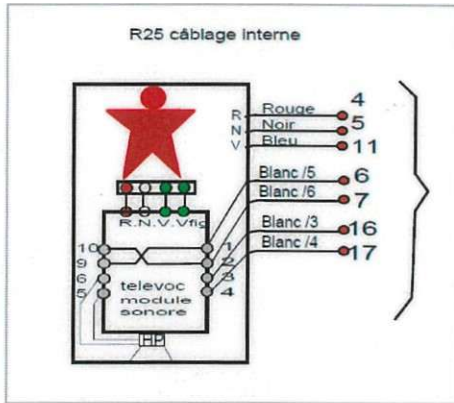 R25 câblage interne
R Rouge 4
N Noir 5
V Bleu 11
Blanc /5 6
Blanc /6 7
Blanc /3 16
Blanc /4 17
R.N.V.Vfig
10 1
9 2
6 3
5 4
televoc
module
sonore
HP